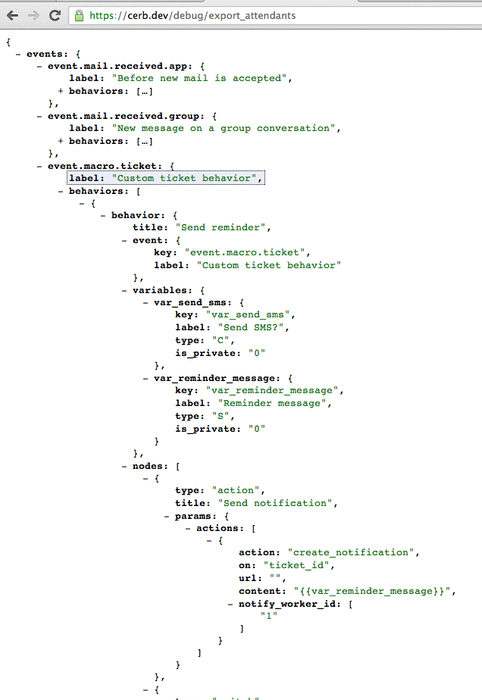 https://cerb.dev/debug/export_attendants
{
– events: {
– event.mail.received.app: {
label: "Before new mail is accepted",
+ behaviors: […]
},
– event.mail.received.group: {
label: "New message on a group conversation",
+ behaviors: […]
},
– event.macro.ticket: {
label: "Custom ticket behavior",
– behaviors: [
– {
– behavior: {
title: "Send reminder",
– event: {
key: "event.macro.ticket",
label: "Custom ticket behavior"
},
– variables: {
– var_send_sms: {
key: "var_send_sms",
label: "Send SMS?",
type: "C",
is_private: "0"
},
– var_reminder_message: {
key: "var_reminder_message",
label: "Reminder message",
type: "S",
is_private: "0"
}
},
– nodes: [
– {
type: "action",
title: "Send notification",
– params: {
– actions: [
– {
action: "create_notification",
on: "ticket_id",
url: "",
content: "{{var_reminder_message}}",
– notify_worker_id: [
"1"
]
}
]
}
},
– {